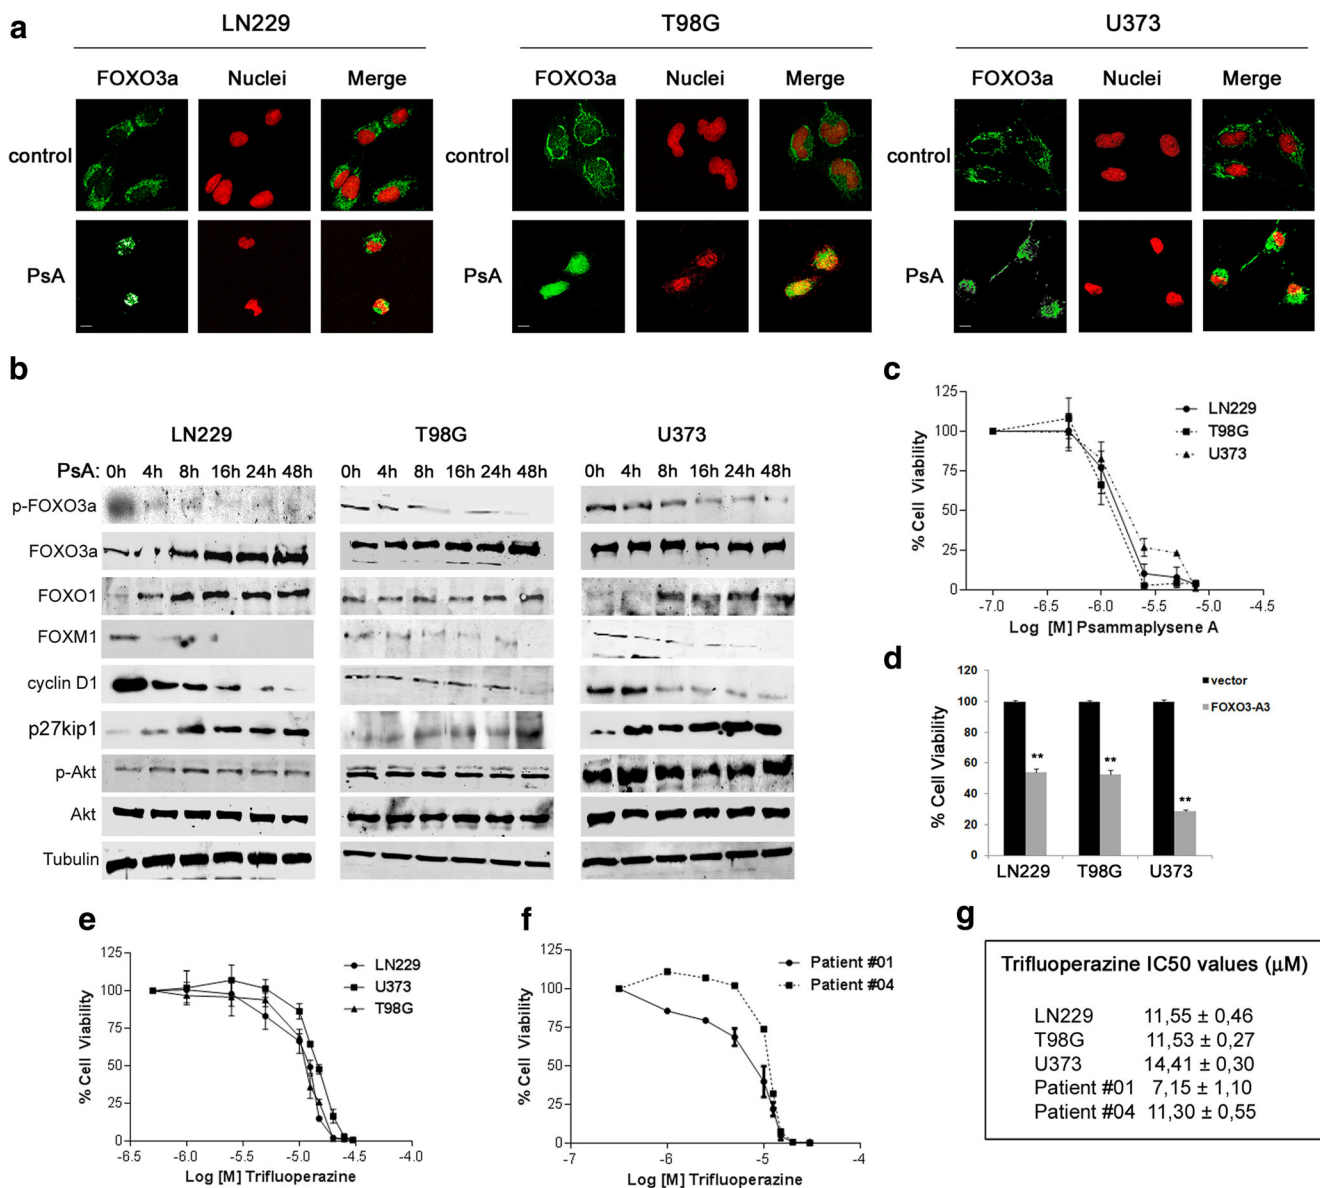 a
LN229
T98G
U373
FOXO3a Nuclei Merge
FOXO3a Nuclei Merge
FOXO3a Nuclei Merge
control
control
control
PsA
PsA
PsA
b
LN229
T98G
U373
PsA: 0h 4h 8h 16h 24h 48h
0h 4h 8h 16h 24h 48h
0h 4h 8h 16h 24h 48h
p-FOXO3a
FOXO3a
FOXO1
FOXM1
cyclin D1
p27kip1
p-Akt
Akt
Tubulin
c
% Cell Viability
125
100
75
50
25
0
-7.0 -6.5 -6.0 -5.5 -5.0 -4.5
Log [M] Psammaplysene A
LN229
T98G
U373
d
% Cell Viability
120
100
80
60
40
20
0
** ** **
LN229 T98G U373
vector
FOXO3-A3
e
% Cell Viability
125
100
75
50
25
0
-6.5 -6.0 -5.5 -5.0 -4.5 -4.0
Log [M] Trifluoperazine
LN229
U373
T98G
f
% Cell Viability
125
100
75
50
25
0
-7 -6 -5 -4
Log [M] Trifluoperazine
Patient #01
Patient #04
g
Trifluoperazine IC50 values (µM)
LN229 11,55 ± 0,46
T98G 11,53 ± 0,27
U373 14,41 ± 0,30
Patient #01 7,15 ± 1,10
Patient #04 11,30 ± 0,55